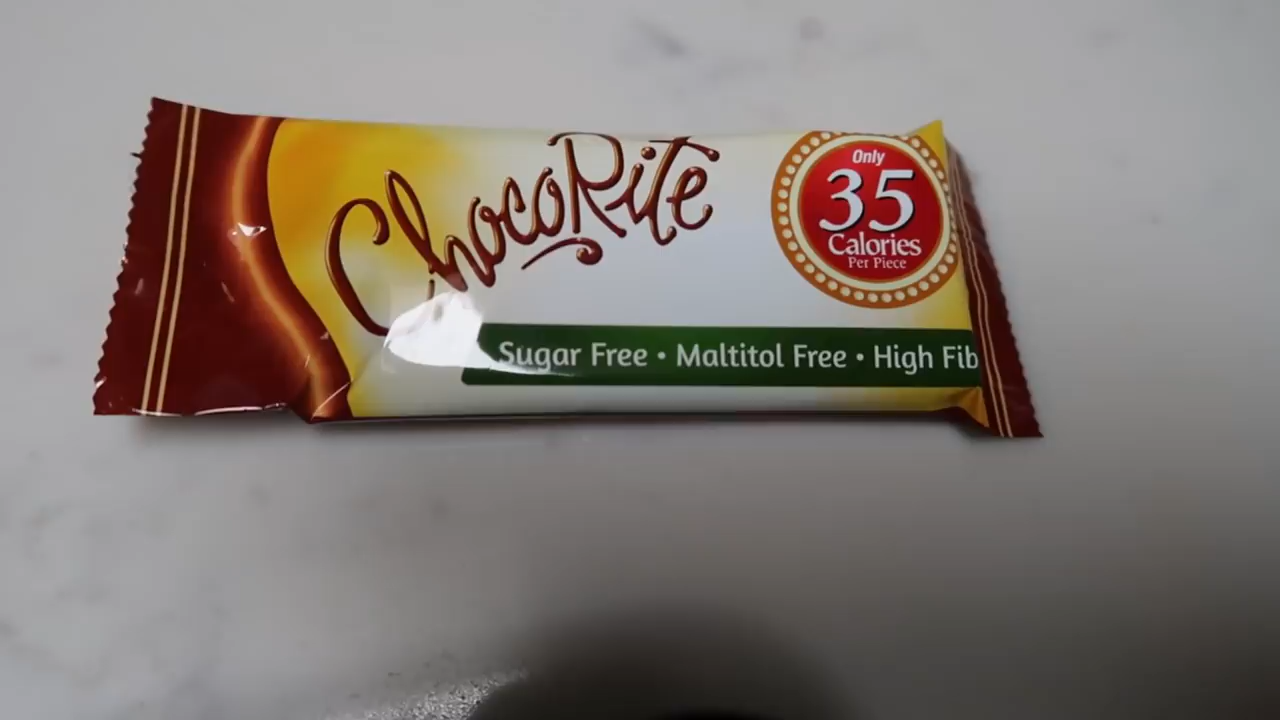 ChocoRite
Only
35
Calories
Per Piece
Sugar Free • Maltitol Free • High Fib